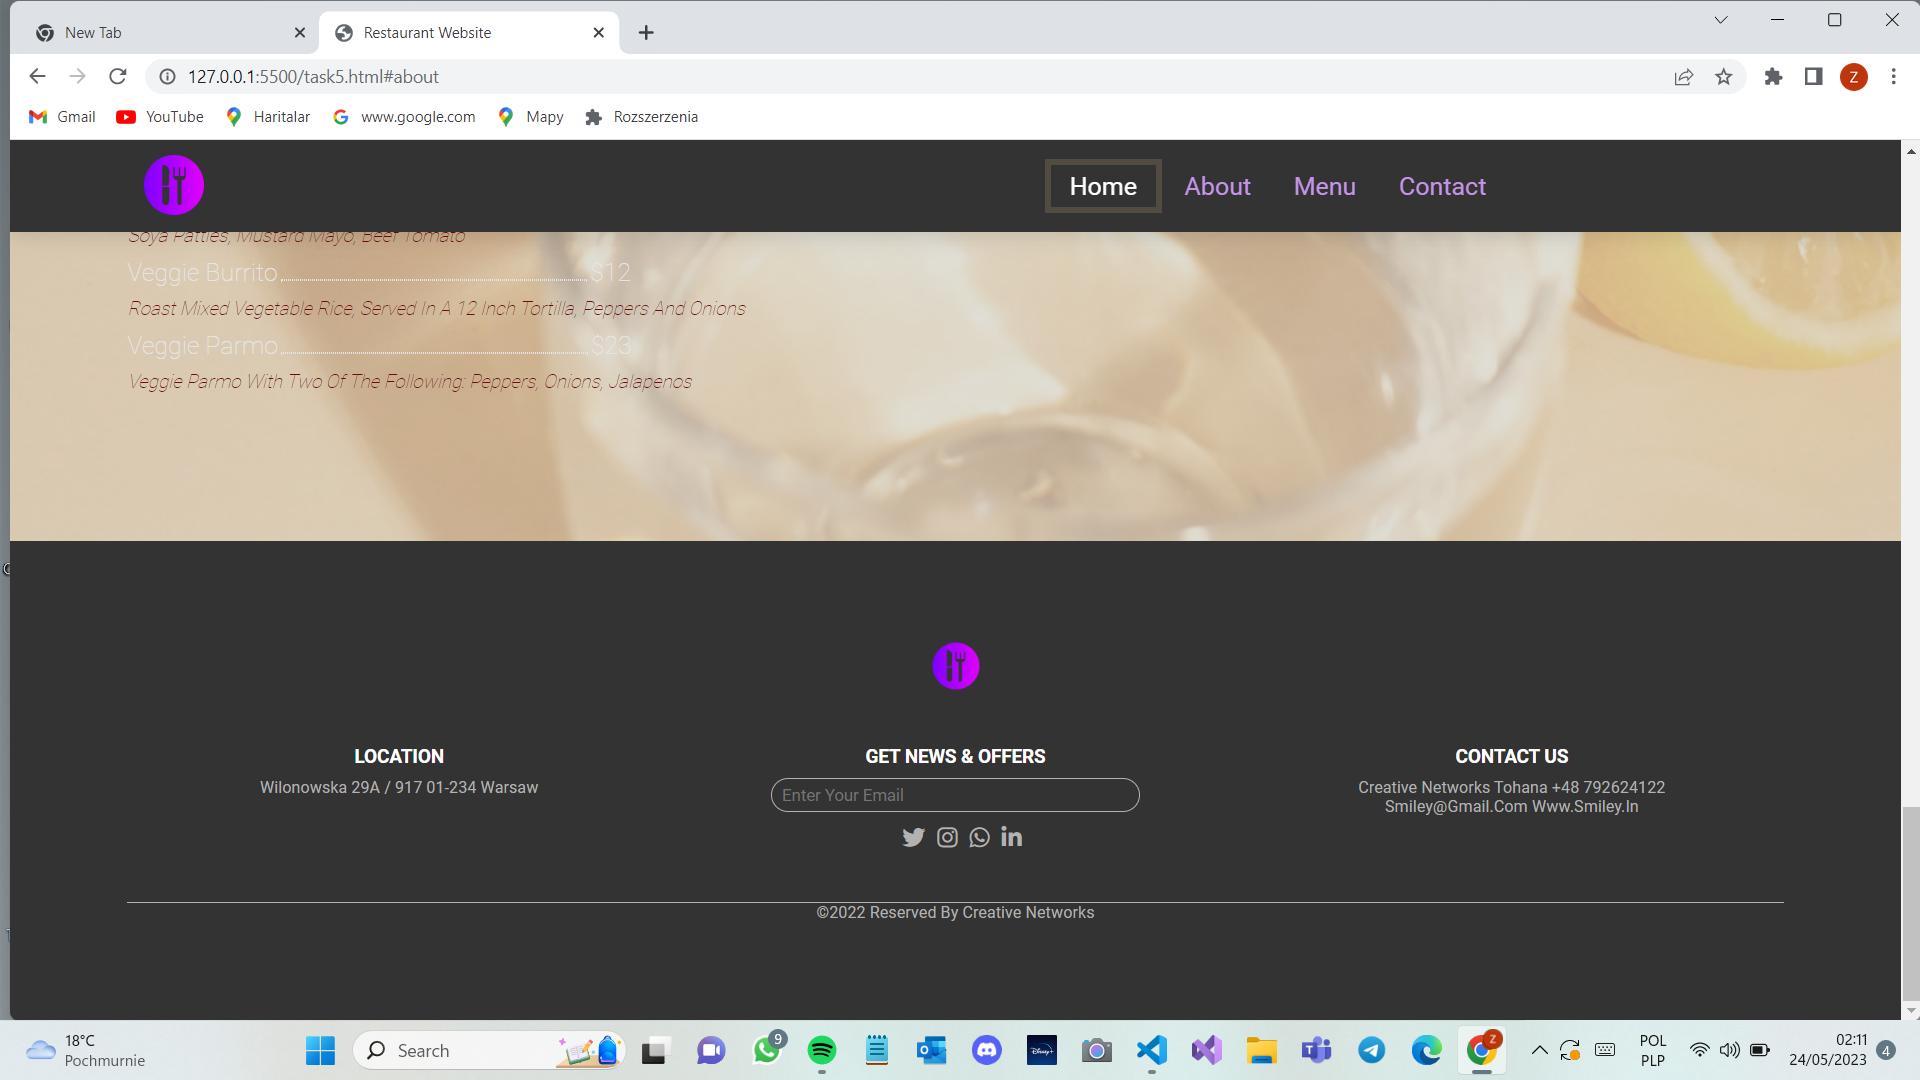 New Tab
Restaurant Website
127.0.0.1:5500/task5.html#about
Z
Gmail
YouTube
Haritalar
www.google.com
Mapy
Rozszerzenia
Home
About
Menu
Contact
Soya Patties, Mustard Mayo, Beef Tomato
Veggie Burrito $12
Roast Mixed Vegetable Rice, Served In A 12 Inch Tortilla, Peppers And Onions
Veggie Parmo $23
Veggie Parmo With Two Of The Following: Peppers, Onions, Jalapenos
LOCATION
Wilonowska 29A / 917 01-234 Warsaw
GET NEWS & OFFERS
Enter Your Email
CONTACT US
Creative Networks Tohana +48 792624122
Smiley@Gmail.Com Www.Smiley.In
©2022 Reserved By Creative Networks
18°C
Pochmurnie
Search
9
Disney+
Z
POL
PLP
02:11
24/05/2023
4